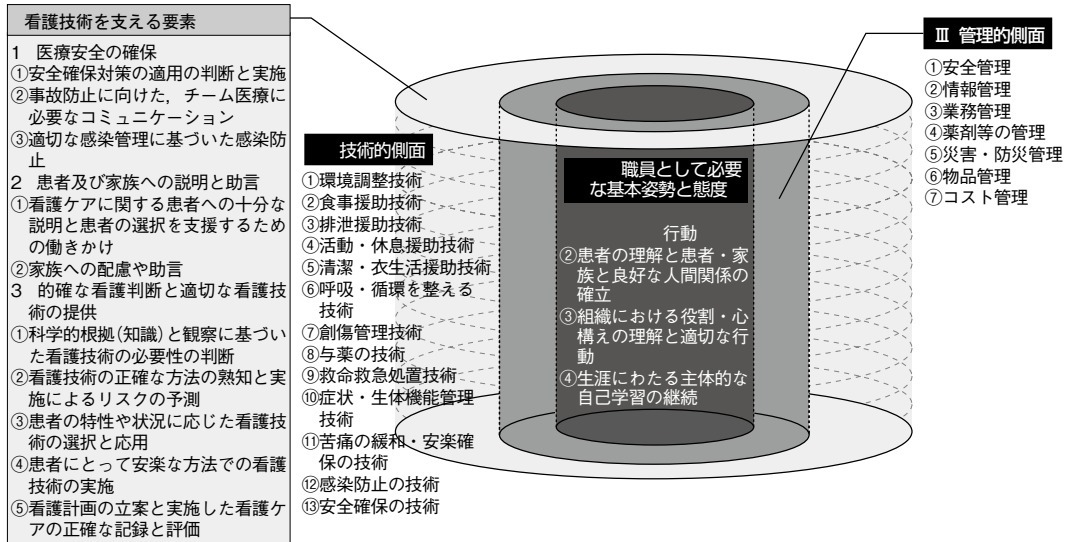 看護技術を支える要素
1 医療安全の確保
①安全確保対策の適用の判断と実施
②事故防止に向けた,チーム医療に
必要なコミュニケーション
③適切な感染管理に基づいた感染防
止
2 患者及び家族への説明と助言
①看護ケアに関する患者への十分な
説明と患者の選択を支援するため
の働きかけ
②家族への配慮や助言
3 的確な看護判断と適切な看護技
術の提供
①科学的根拠(知識)と観察に基づい
た看護技術の必要性の判断
②看護技術の正確な方法の熟知と実
施によるリスクの予測
③患者の特性や状況に応じた看護技
術の選択と応用
④患者にとって安楽な方法での看護
技術の実施
⑤看護計画の立案と実施した看護ケ
アの正確な記録と評価
技術的側面
①環境調整技術
②食事援助技術
③排泄援助技術
④活動・休息援助技術
⑤清潔・衣生活援助技術
⑥呼吸・循環を整える
技術
⑦創傷管理技術
⑧与薬の技術
⑨救命救急処置技術
⑩症状・生体機能管理
技術
⑪苦痛の緩和・安楽確
保の技術
⑫感染防止の技術
⑬安全確保の技術
職員として必要
な基本姿勢と態度
行動
②患者の理解と患者・家
族と良好な人間関係の
確立
③組織における役割・心
構えの理解と適切な行
動
④生涯にわたる主体的な
自己学習の継続
Ⅲ 管理的側面
①安全管理
②情報管理
③業務管理
④薬剤等の管理
⑤災害・防災管理
⑥物品管理
⑦コスト管理